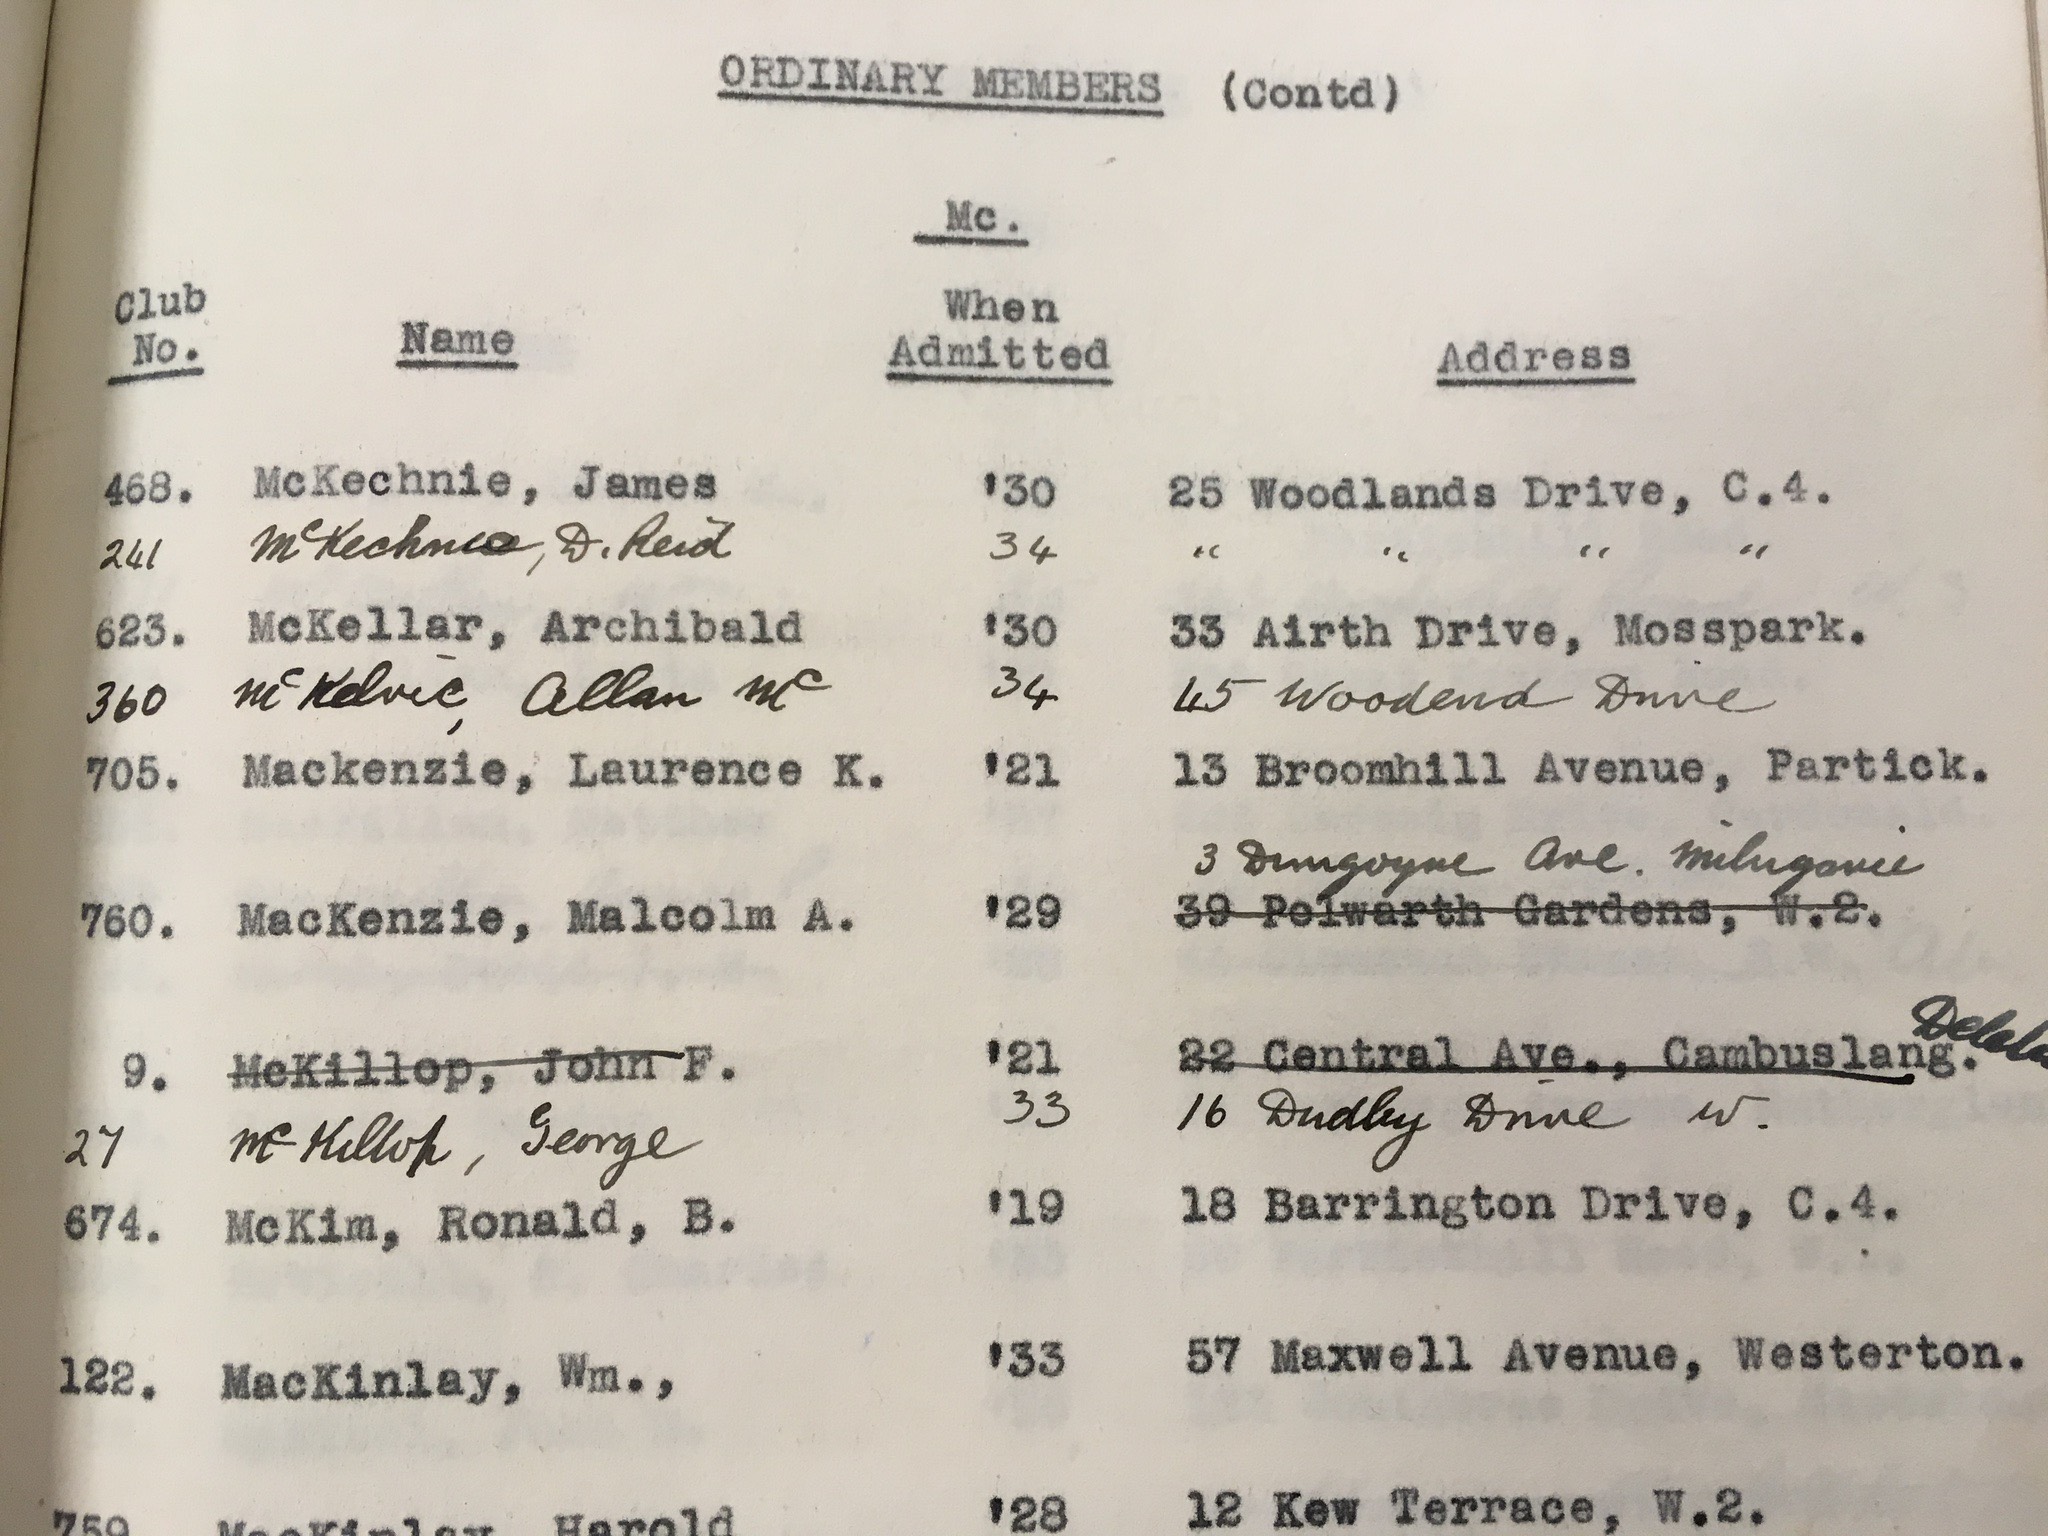 ORDINARY MEMBERS (Contd)
Mc.
Club No. Name When Admitted Address
468. McKechnie, James '30 25 Woodlands Drive, C.4.
241 McKechnie, D. Reid 34 " " " "
623. McKellar, Archibald '30 33 Airth Drive, Mosspark.
360 McKelvie, Allan Mc 34 45 Woodend Drive
705. Mackenzie, Laurence K. '21 13 Broomhill Avenue, Partick.
3 Dungoyne Ave. Milngavie
760. MacKenzie, Malcolm A. '29 39 Polwarth Gardens, W.2.
9. McKillop, John F. '21 22 Central Ave., Cambuslang.
27 McKillop, George 33 16 Dudley Drive W.
674. McKim, Ronald, B. '19 18 Barrington Drive, C.4.
122. MacKinlay, Wm., '33 57 Maxwell Avenue, Westerton.
759 MacKinlay, Harold '28 12 Kew Terrace, W.2.